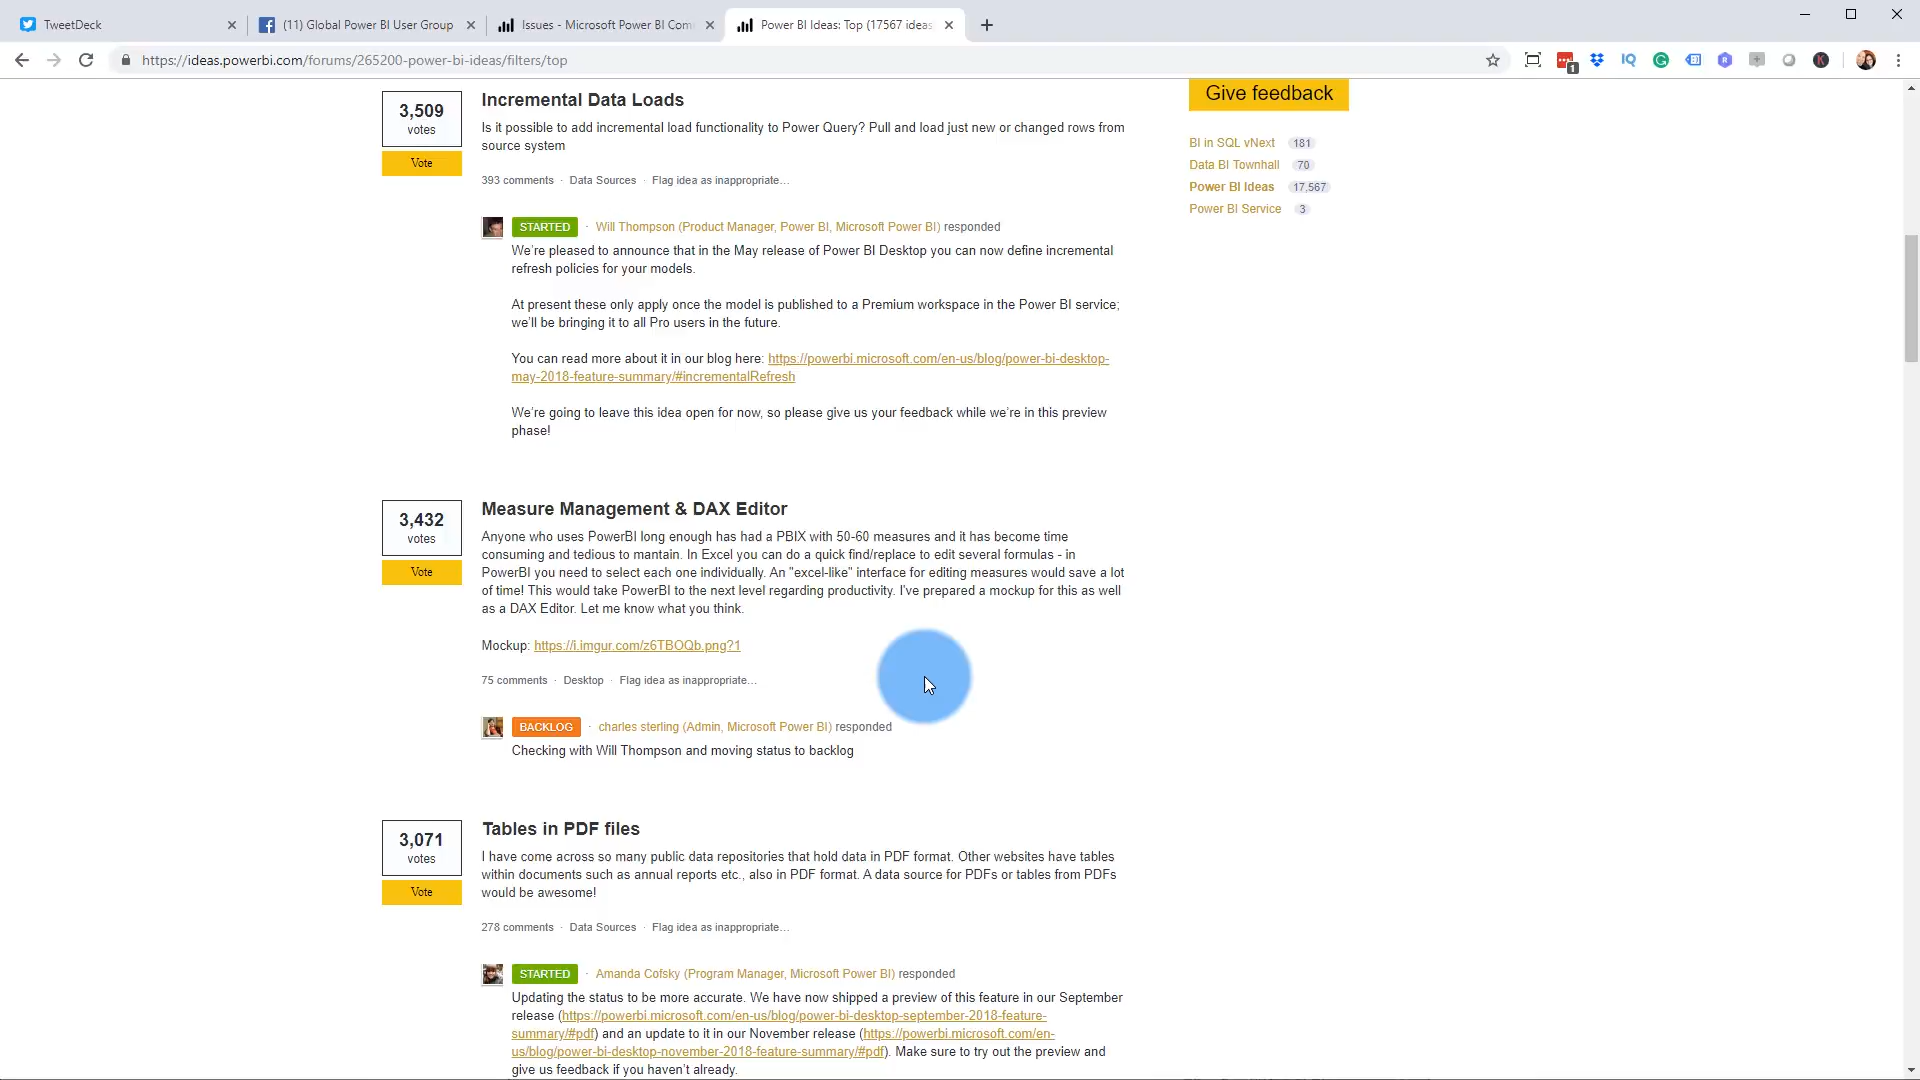 TweetDeck
(11) Global Power BI User Group
Issues - Microsoft Power BI Com
Power BI Ideas: Top (17567 ideas
https://ideas.powerbi.com/forums/265200-power-bi-ideas/filters/top
1
IQ
R
K
3,509
votes
Vote
Incremental Data Loads
Is it possible to add incremental load functionality to Power Query? Pull and load just new or changed rows from
source system
393 comments · Data Sources · Flag idea as inappropriate…
STARTED · Will Thompson (Product Manager, Power BI, Microsoft Power BI) responded
We're pleased to announce that in the May release of Power BI Desktop you can now define incremental
refresh policies for your models.
At present these only apply once the model is published to a Premium workspace in the Power BI service;
we'll be bringing it to all Pro users in the future.
You can read more about it in our blog here: https://powerbi.microsoft.com/en-us/blog/power-bi-desktop-
may-2018-feature-summary/#incrementalRefresh
We're going to leave this idea open for now, so please give us your feedback while we're in this preview
phase!
Give feedback
BI in SQL vNext 181
Data BI Townhall 70
Power BI Ideas 17,567
Power BI Service 3
3,432
votes
Vote
Measure Management & DAX Editor
Anyone who uses PowerBI long enough has had a PBIX with 50-60 measures and it has become time
consuming and tedious to mantain. In Excel you can do a quick find/replace to edit several formulas - in
PowerBI you need to select each one individually. An "excel-like" interface for editing measures would save a lot
of time! This would take PowerBI to the next level regarding productivity. I've prepared a mockup for this as well
as a DAX Editor. Let me know what you think.
Mockup: https://i.imgur.com/z6TBOQb.png?1
75 comments · Desktop · Flag idea as inappropriate…
BACKLOG · charles sterling (Admin, Microsoft Power BI) responded
Checking with Will Thompson and moving status to backlog
3,071
votes
Vote
Tables in PDF files
I have come across so many public data repositories that hold data in PDF format. Other websites have tables
within documents such as annual reports etc., also in PDF format. A data source for PDFs or tables from PDFs
would be awesome!
278 comments · Data Sources · Flag idea as inappropriate…
STARTED · Amanda Cofsky (Program Manager, Microsoft Power BI) responded
Updating the status to be more accurate. We have now shipped a preview of this feature in our September
release (https://powerbi.microsoft.com/en-us/blog/power-bi-desktop-september-2018-feature-
summary/#pdf) and an update to it in our November release (https://powerbi.microsoft.com/en-
us/blog/power-bi-desktop-november-2018-feature-summary/#pdf). Make sure to try out the preview and
give us feedback if you haven't already.